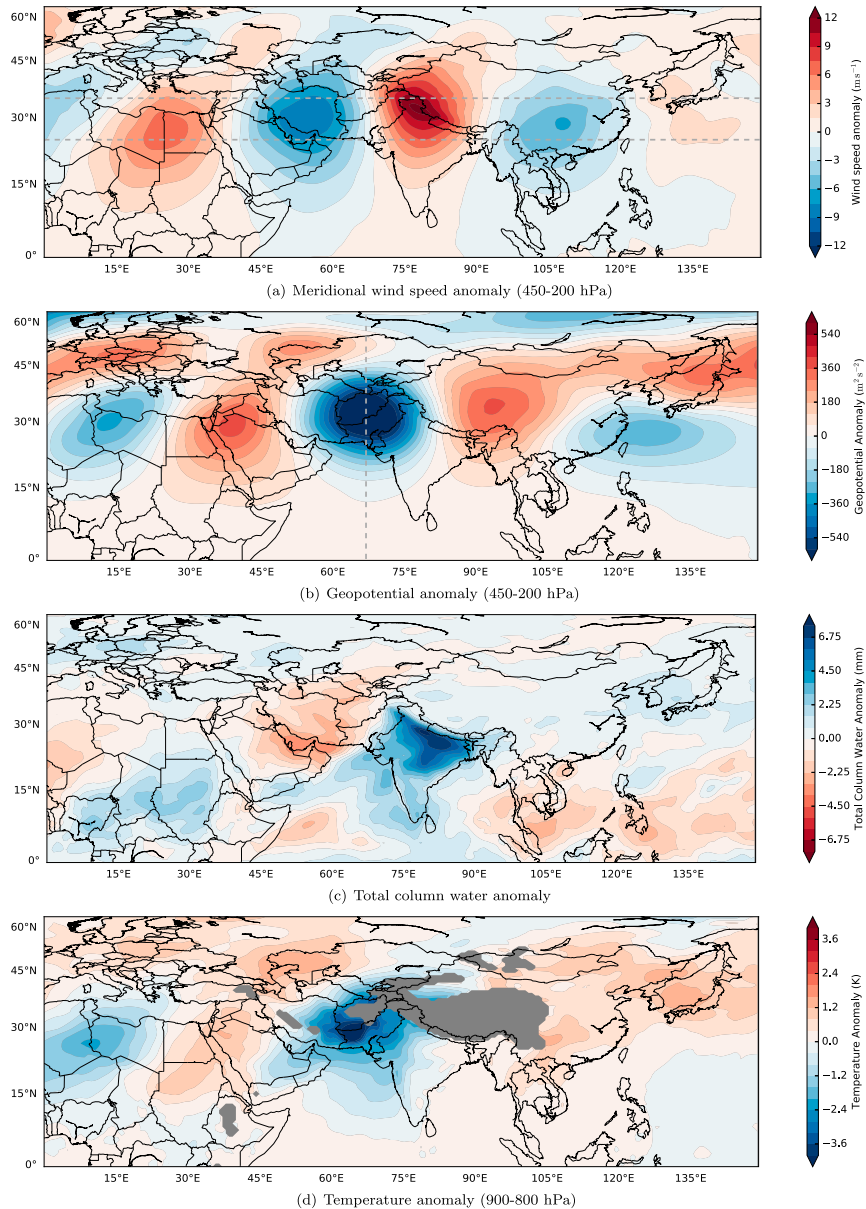 60°N
45°N
30°N
15°N
0°
15°E 30°E 45°E 60°E 75°E 90°E 105°E 120°E 135°E
12
9
6
3
0
−3
−6
−9
−12
Wind speed anomaly (ms⁻¹)
(a) Meridional wind speed anomaly (450-200 hPa)
60°N
45°N
30°N
15°N
0°
15°E 30°E 45°E 60°E 75°E 90°E 105°E 120°E 135°E
540
360
180
0
−180
−360
−540
Geopotential Anomaly (m²s⁻²)
(b) Geopotential anomaly (450-200 hPa)
60°N
45°N
30°N
15°N
0°
15°E 30°E 45°E 60°E 75°E 90°E 105°E 120°E 135°E
6.75
4.50
2.25
0.00
−2.25
−4.50
−6.75
Total Column Water Anomaly (mm)
(c) Total column water anomaly
60°N
45°N
30°N
15°N
0°
15°E 30°E 45°E 60°E 75°E 90°E 105°E 120°E 135°E
3.6
2.4
1.2
0.0
−1.2
−2.4
−3.6
Temperature Anomaly (K)
(d) Temperature anomaly (900-800 hPa)